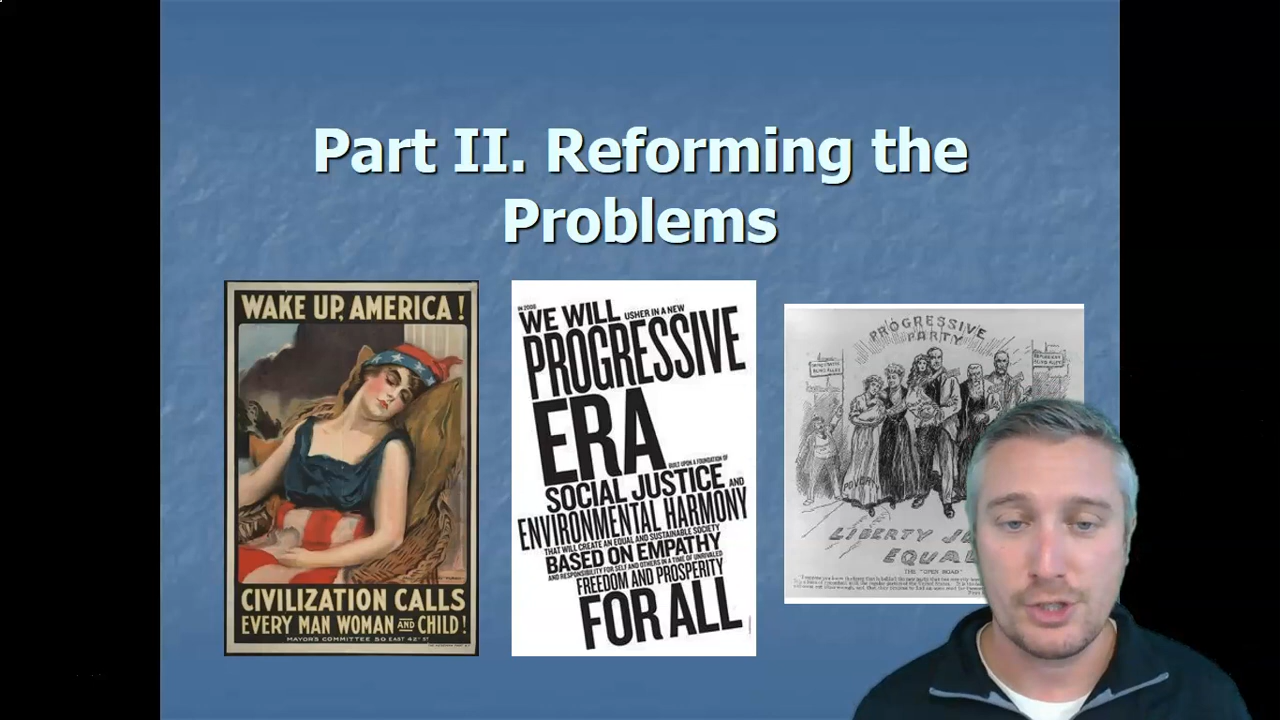 Part II. Reforming the
Problems
WAKE UP, AMERICA!
CIVILIZATION CALLS
EVERY MAN WOMAN AND CHILD!
MAYOR'S COMMITTEE 50 EAST 42ND ST
IN 2008
WE WILL USHER IN A NEW
PROGRESSIVE
ERA
BUILT UPON A FOUNDATION OF
SOCIAL JUSTICE AND
ENVIRONMENTAL HARMONY
THAT WILL CREATE AN EQUAL AND SUSTAINABLE SOCIETY
BASED ON EMPATHY
AND RESPONSIBILITY FOR SELF AND OTHERS IN A TIME OF UNRIVALED
FREEDOM AND PROSPERITY
FOR ALL
PROGRESSIVE
PARTY
POVERTY
LIBERTY
EQUAL
THE "OPEN ROAD"